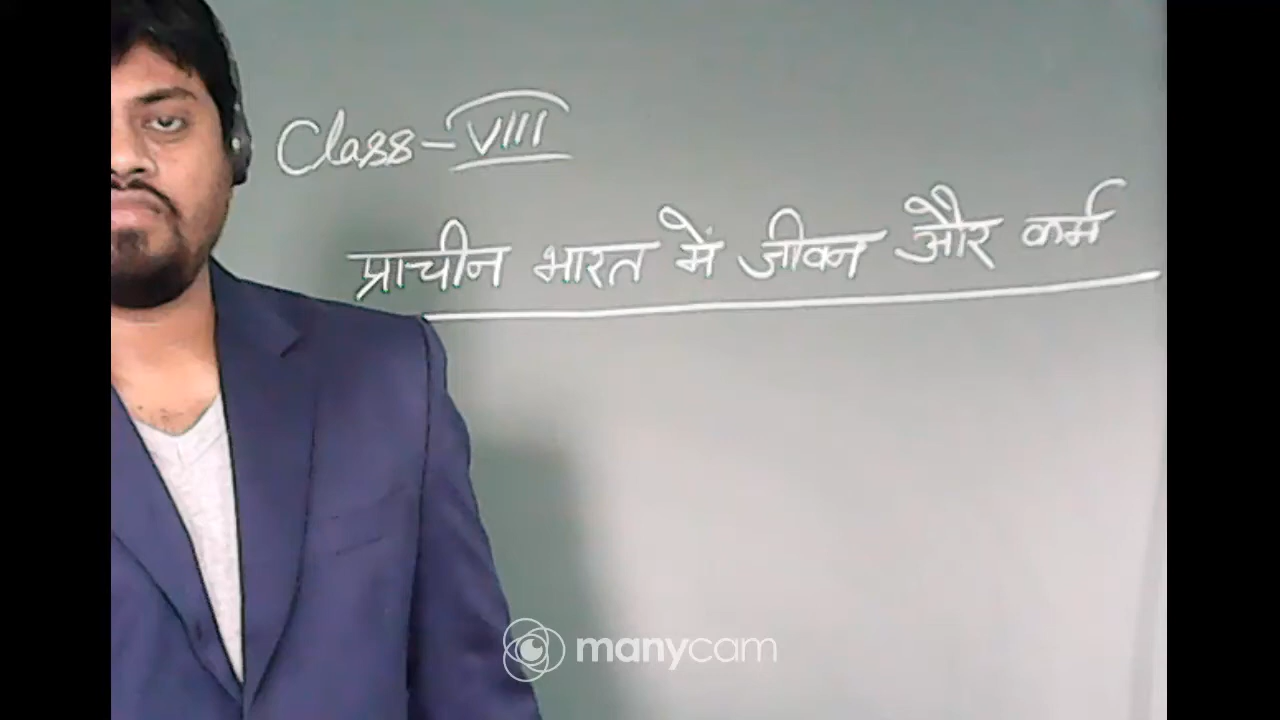 Class - VIII
प्राचीन भारत में जीवन और कर्म
manycam